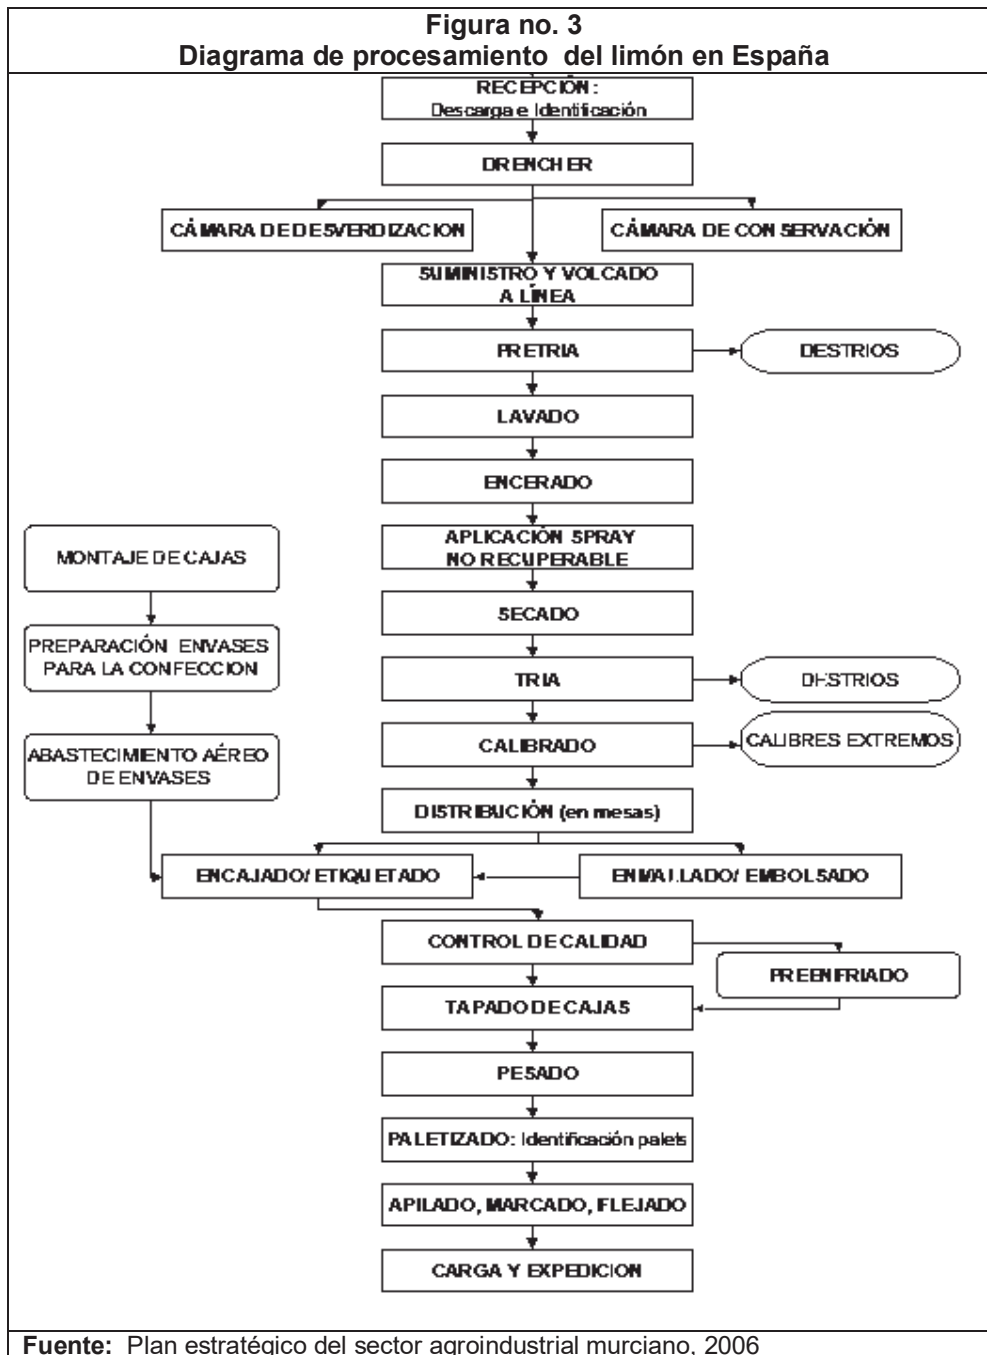 Figura no. 3
Diagrama de procesamiento del limón en España
RECEPCIÓN:
Descarga e Identificación
DRENCHER
CÁMARA DE DESVERDIZACION
CÁMARA DE CONSERVACIÓN
SUMINISTRO Y VOLCADO
A LÍNEA
PRETRIA
DESTRIOS
LAVADO
ENCERADO
APLICACIÓN SPRAY
NO RECUPERABLE
MONTAJE DE CAJAS
SECADO
PREPARACIÓN ENVASES
PARA LA CONFECCION
TRIA
DESTRIOS
CALIBRADO
CALIBRES EXTREMOS
ABASTECIMIENTO AÉREO
DE ENVASES
DISTRIBUCIÓN (en mesas)
ENCAJADO/ ETIQUETADO
ENMALLADO/ EMBOLSADO
CONTROL DE CALIDAD
PREENFRIADO
TAPADO DE CAJAS
PESADO
PALETIZADO: Identificación palets
APILADO, MARCADO, FLEJADO
CARGA Y EXPEDICION
Fuente: Plan estratégico del sector agroindustrial murciano, 2006